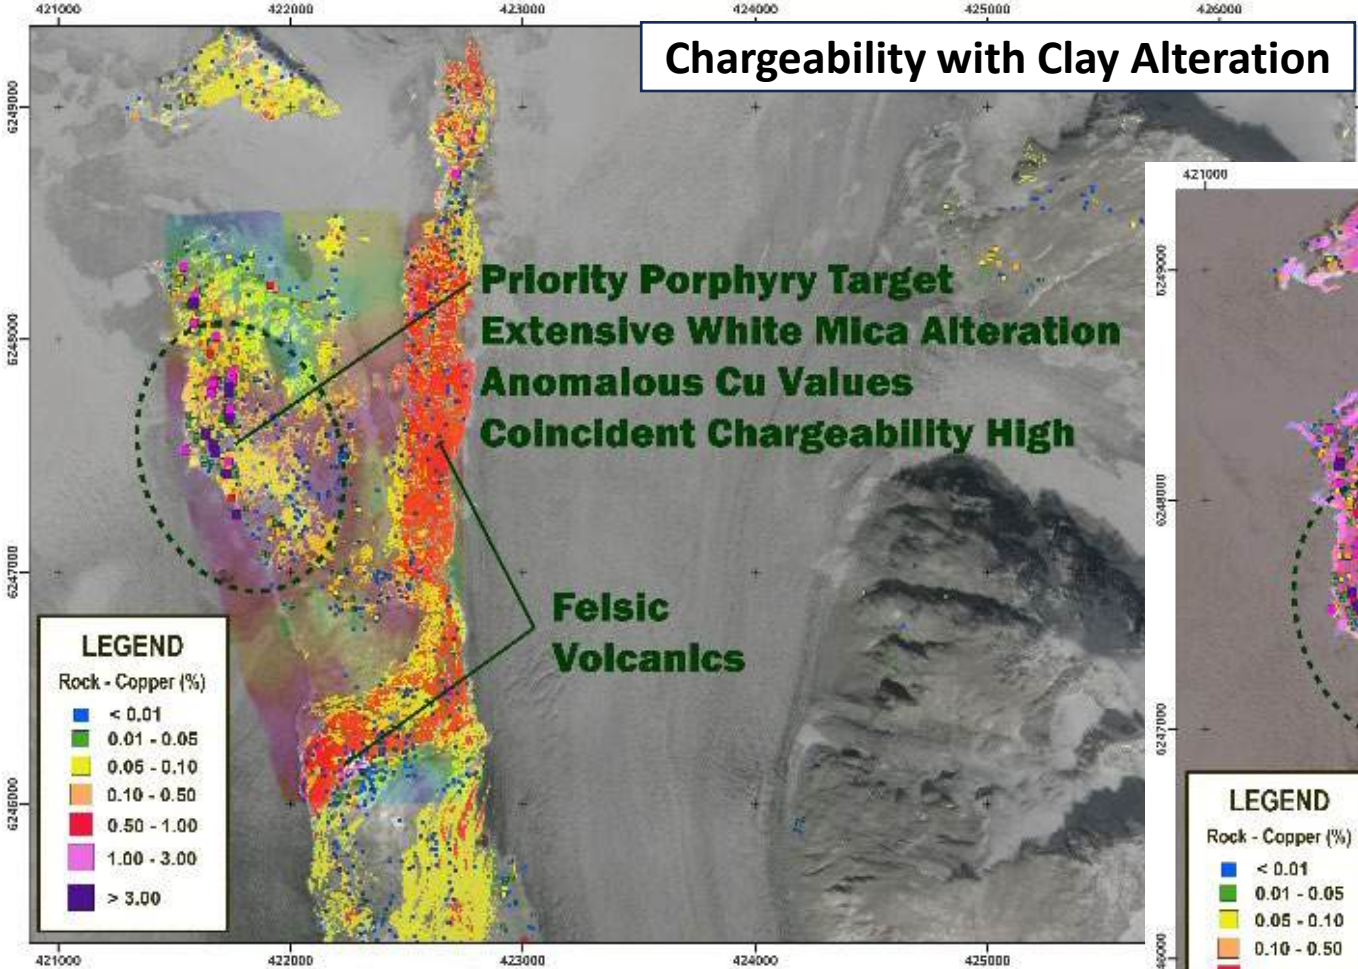 421000 422000 423000 424000 425000 426000
Chargeability with Clay Alteration
6249000
6248000
6247000
6246000
Priority Porphyry Target
Extensive White Mica Alteration
Anomalous Cu Values
Coincident Chargeability High
Felsic
Volcanics
LEGEND
Rock - Copper (%)
< 0.01
0.01 - 0.05
0.05 - 0.10
0.10 - 0.50
0.50 - 1.00
1.00 - 3.00
> 3.00
421000 422000 423000 424000 425000
421000
6249000
6248000
6247000
46000
LEGEND
Rock - Copper (%)
< 0.01
0.01 - 0.05
0.05 - 0.10
0.10 - 0.50